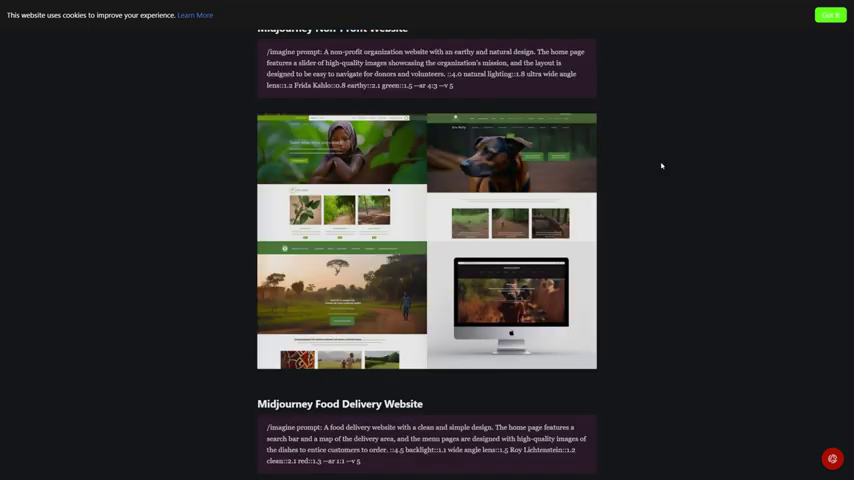 This website uses cookies to improve your experience. Learn More
Got It
Midjourney Non Profit Website
/imagine prompt: A non-profit organization website with an earthy and natural design. The home page
features a slider of high-quality images showcasing the organization's mission, and the layout is
designed to be easy to navigate for donors and volunteers. ::4.0 natural lighting::1.8 ultra wide angle
lens::1.2 Frida Kahlo::0.8 earthy::2.1 green::1.5 —ar 4:3 —v 5
Midjourney Food Delivery Website
/imagine prompt: A food delivery website with a clean and simple design. The home page features a
search bar and a map of the delivery area, and the menu pages are designed with high-quality images of
the dishes to entice customers to order. ::4.5 backlight::1.1 wide angle lens::1.5 Roy Lichtenstein::1.2
clean::2.1 red::1.3 —ar 1:1 —v 5